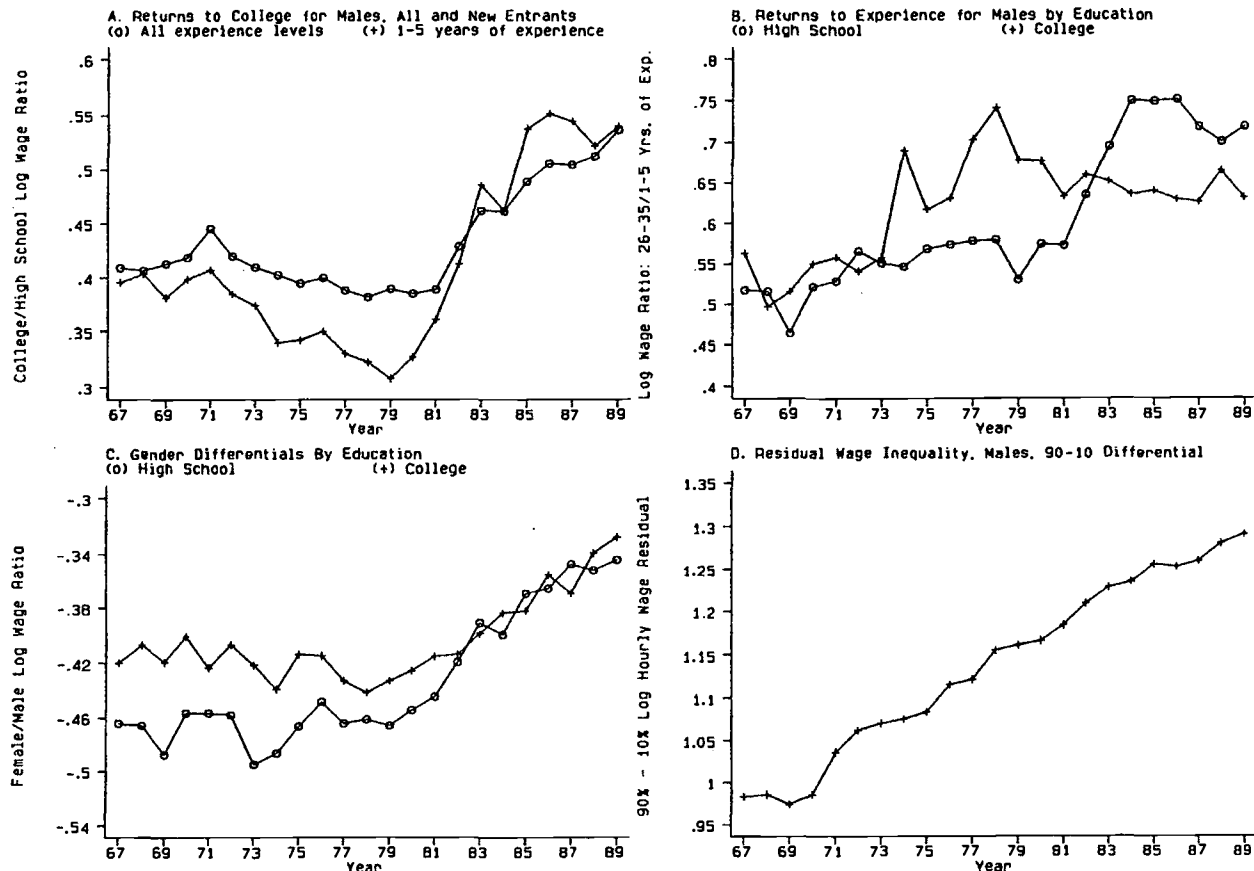 A. Returns to College for Males, All and New Entrants
(o) All experience levels (+) 1-5 years of experience
College/High School Log Wage Ratio
.6
.55
.5
.45
.4
.35
.3
67 69 71 73 75 77 79 81 83 85 87 89
Year
B. Returns to Experience for Males by Education
(o) High School (+) College
Log Wage Ratio: 26-35/1-5 Yrs. of Exp.
.8
.75
.7
.65
.6
.55
.5
.45
.4
67 69 71 73 75 77 79 81 83 85 87 89
Year
C. Gender Differentials By Education
(o) High School (+) College
Female/Male Log Wage Ratio
-.3
-.34
-.38
-.42
-.46
-.5
-.54
67 69 71 73 75 77 79 81 83 85 87 89
Year
D. Residual Wage Inequality, Males, 90-10 Differential
90% - 10% Log Hourly Wage Residual
1.35
1.3
1.25
1.2
1.15
1.1
1.05
1
.95
67 69 71 73 75 77 79 81 83 85 87 89
Year